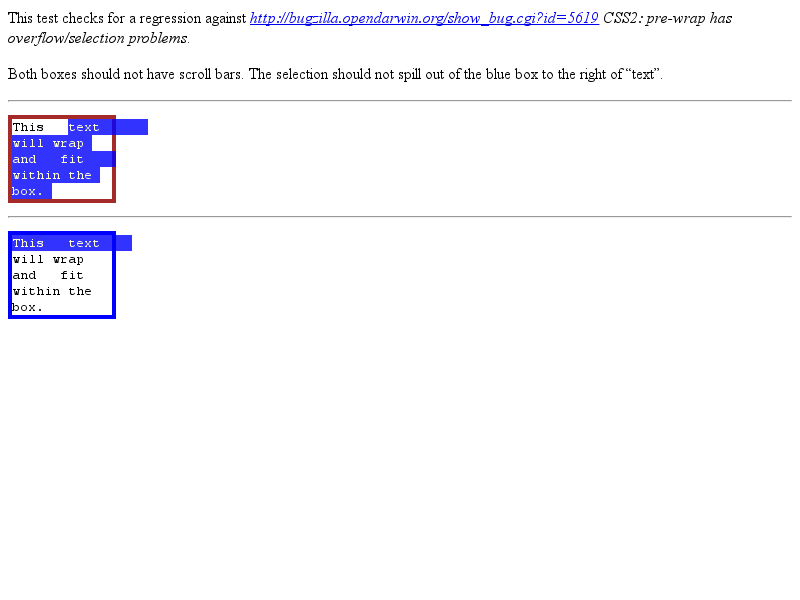 This test checks for a regression against http://bugzilla.opendarwin.org/show_bug.cgi?id=5619 CSS2: pre-wrap has
overflow/selection problems.
Both boxes should not have scroll bars. The selection should not spill out of the blue box to the right of “text”.
This   text
will wrap
and   fit
within the
box.
This   text
will wrap
and   fit
within the
box.